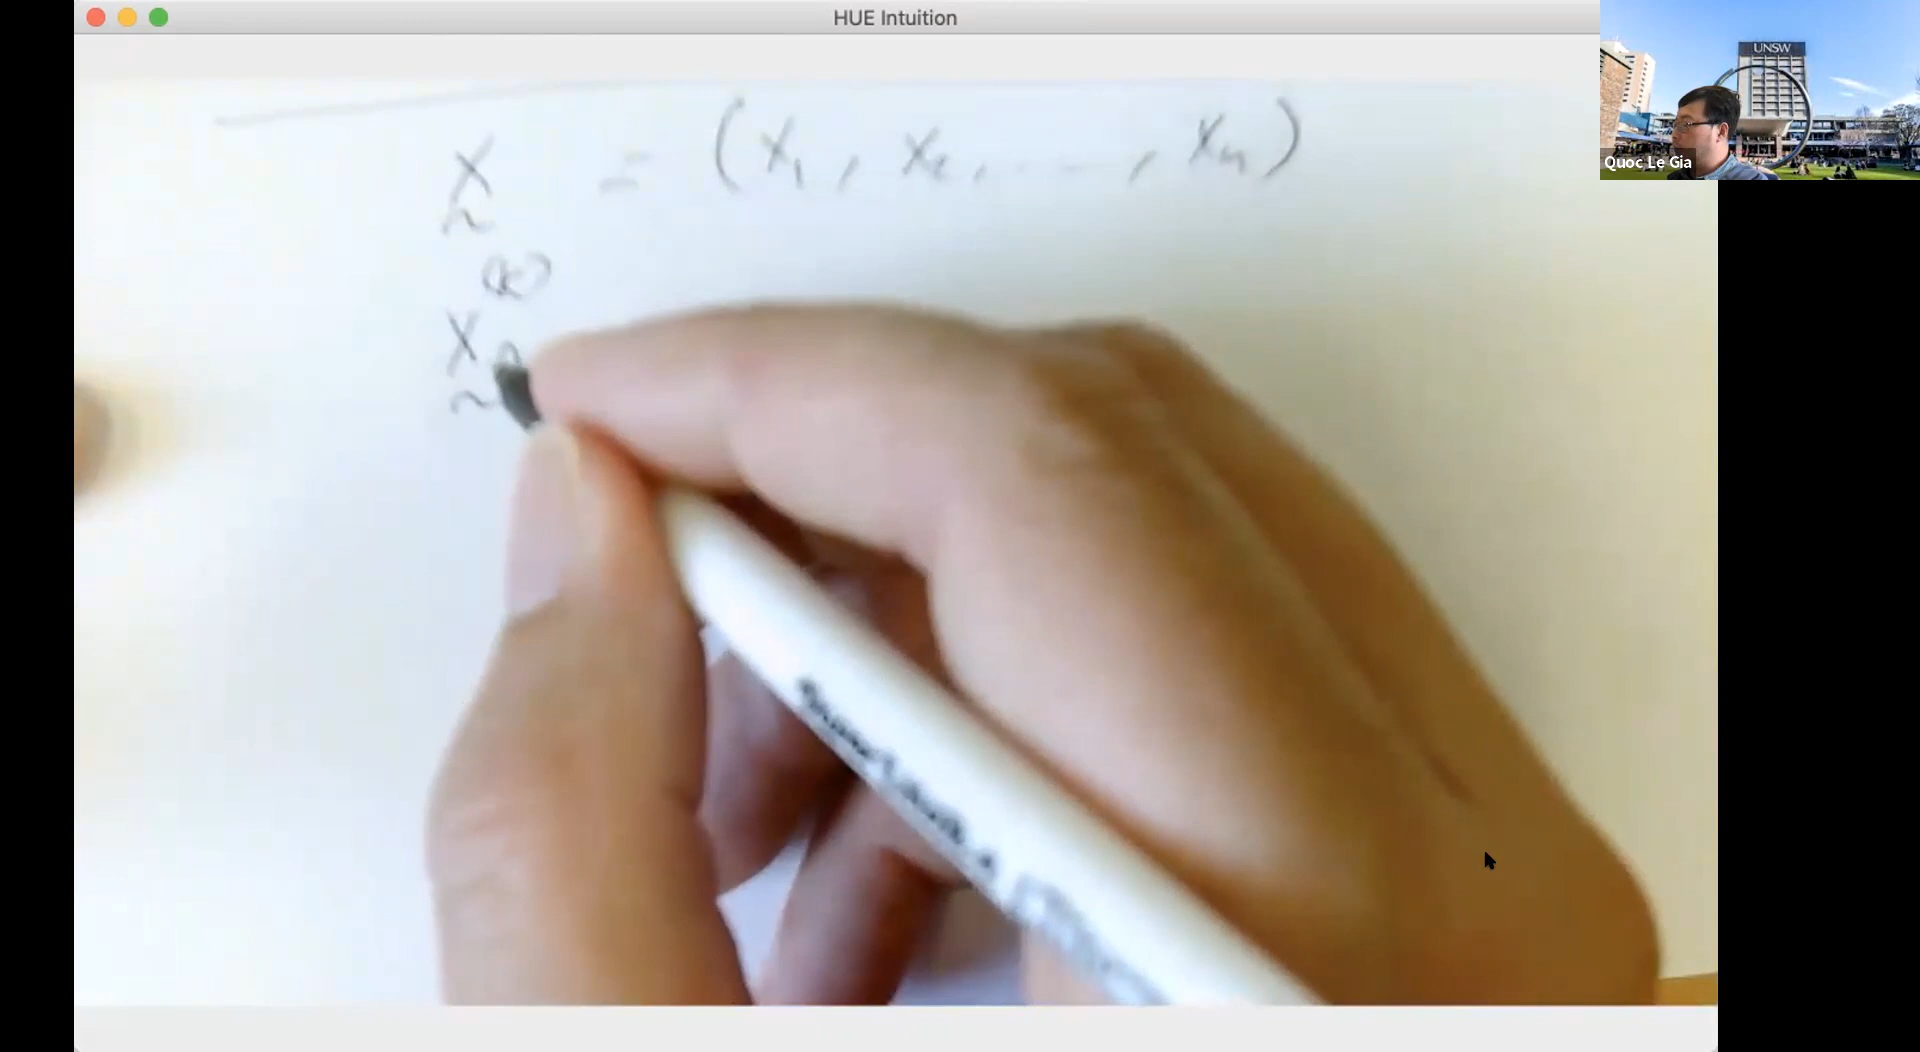 HUE Intuition
UNSW
Quoc Le Gia
x = (x₁, x₂, ..., xₙ)
~
(k)
x
~